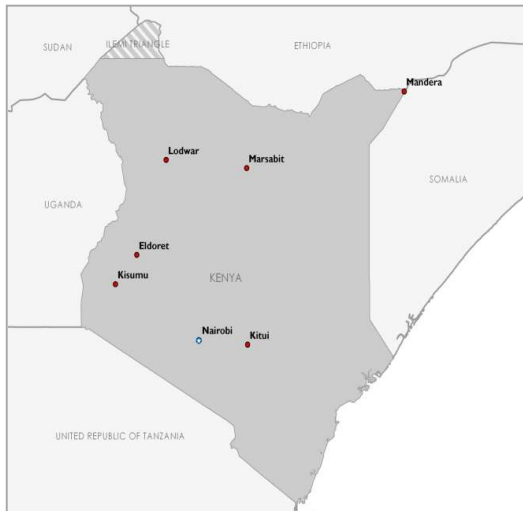 SUDAN
ILEMI TRIANGLE
ETHIOPIA
Mandera
Lodwar
Marsabit
SOMALIA
UGANDA
Eldoret
Kisumu
KENYA
Nairobi
Kitui
UNITED REPUBLIC OF TANZANIA